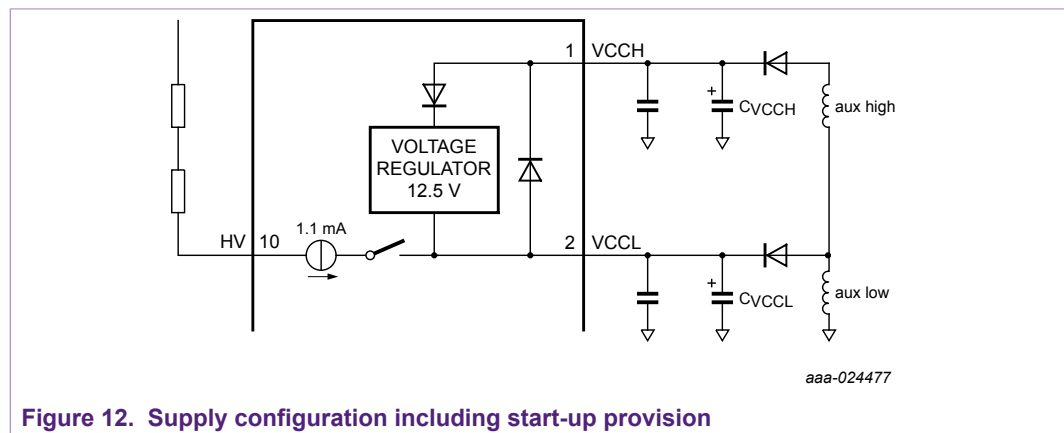 1 VCCH
+
CVCCH
aux high
VOLTAGE
REGULATOR
12.5 V
1.1 mA
HV 10
2 VCCL
+
CVCCL
aux low
aaa-024477
Figure 12. Supply configuration including start-up provision